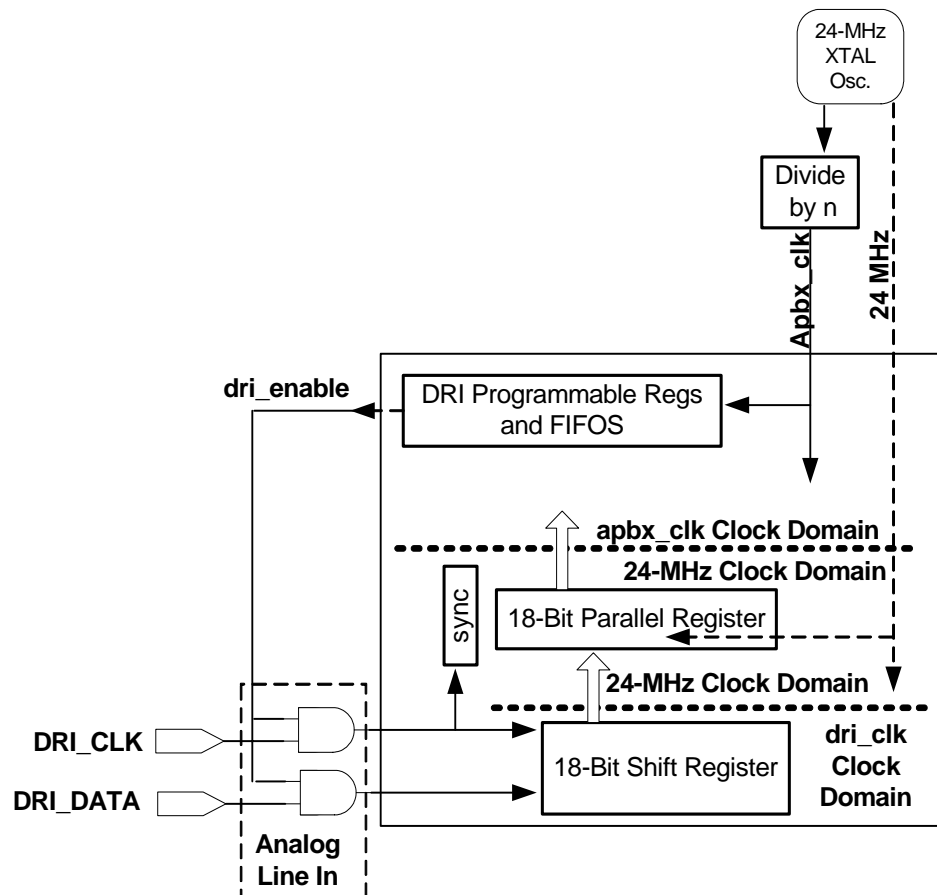 24-MHz
XTAL
Osc.
Divide
by n
Apbx_clk
24 MHz
dri_enable
DRI Programmable Regs
and FIFOS
apbx_clk Clock Domain
24-MHz Clock Domain
sync
18-Bit Parallel Register
24-MHz Clock Domain
DRI_CLK
DRI_DATA
18-Bit Shift Register
dri_clk
Clock
Domain
Analog
Line In